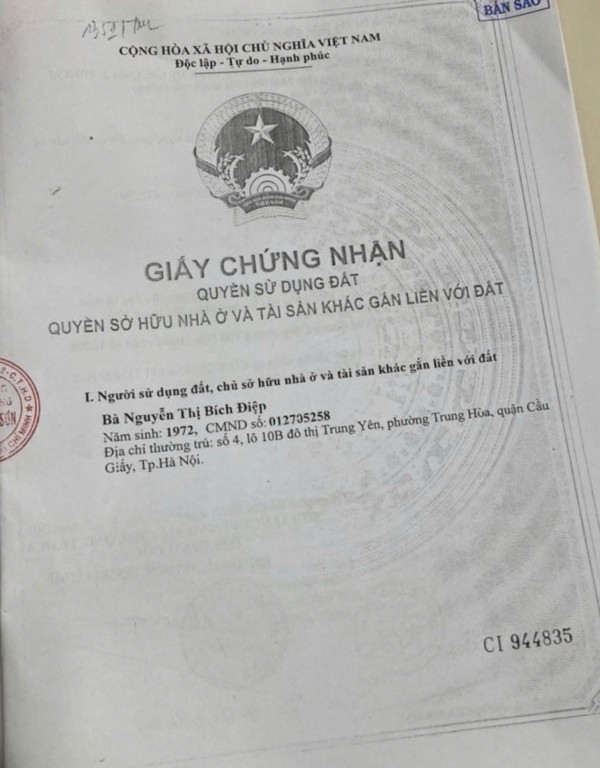 BẢN SAO
CỘNG HÒA XÃ HỘI CHỦ NGHĨA VIỆT NAM
Độc lập - Tự do - Hạnh phúc
GIẤY CHỨNG NHẬN
QUYỀN SỬ DỤNG ĐẤT
QUYỀN SỞ HỮU NHÀ Ở VÀ TÀI SẢN KHÁC GẮN LIỀN VỚI ĐẤT
I. Người sử dụng đất, chủ sở hữu nhà ở và tài sản khác gắn liền với đất
Bà Nguyễn Thị Bích Điệp
Năm sinh: 1972, CMND số: 012705258
Địa chỉ thường trú: số 4, lô 10B đô thị Trung Yên, phường Trung Hòa, quận Cầu
Giấy, Tp.Hà Nội.
CI 944835